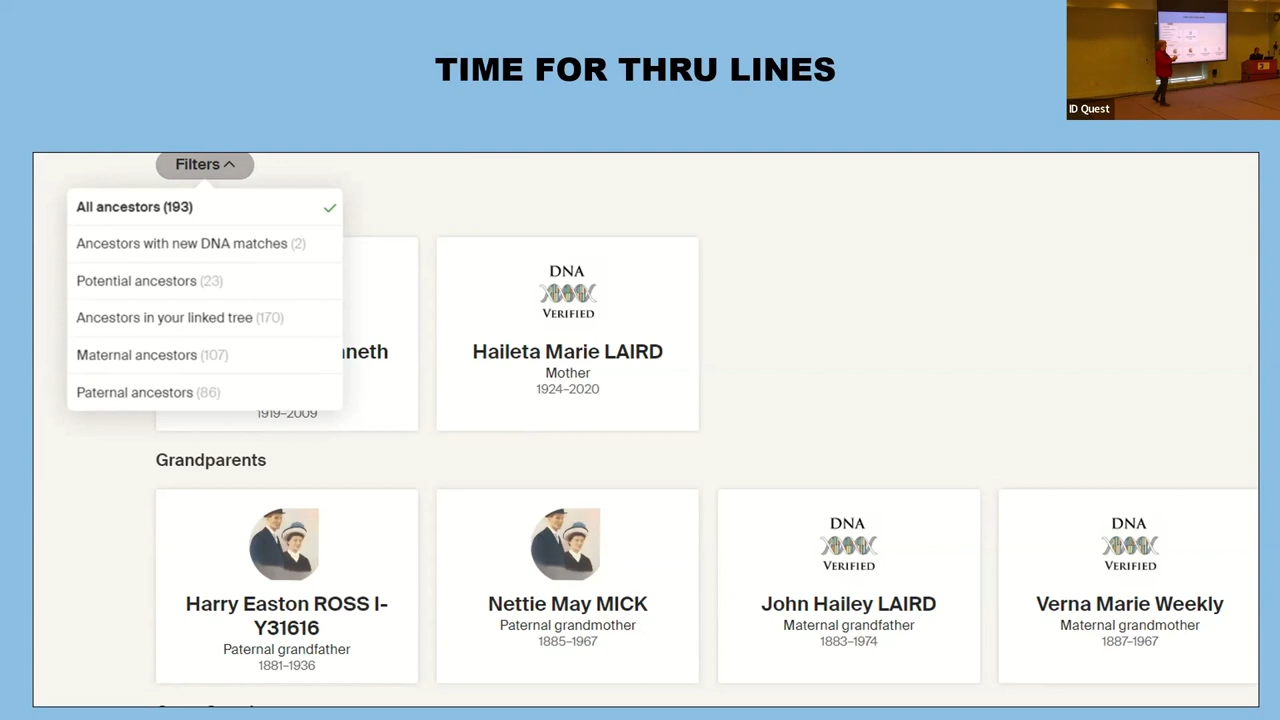 TIME FOR THRU LINES
ID Quest
Filters
All ancestors (193)
Ancestors with new DNA matches (2)
Potential ancestors (23)
Ancestors in your linked tree (170)
Maternal ancestors (107)
Paternal ancestors (86)
nneth
1919–2009
DNA
VERIFIED
Haileta Marie LAIRD
Mother
1924–2020
Grandparents
Harry Easton ROSS I-
Y31616
Paternal grandfather
1881–1936
Nettie May MICK
Paternal grandmother
1885–1967
DNA
VERIFIED
John Hailey LAIRD
Maternal grandfather
1883–1974
DNA
VERIFIED
Verna Marie Weekly
Maternal grandmother
1887–1967